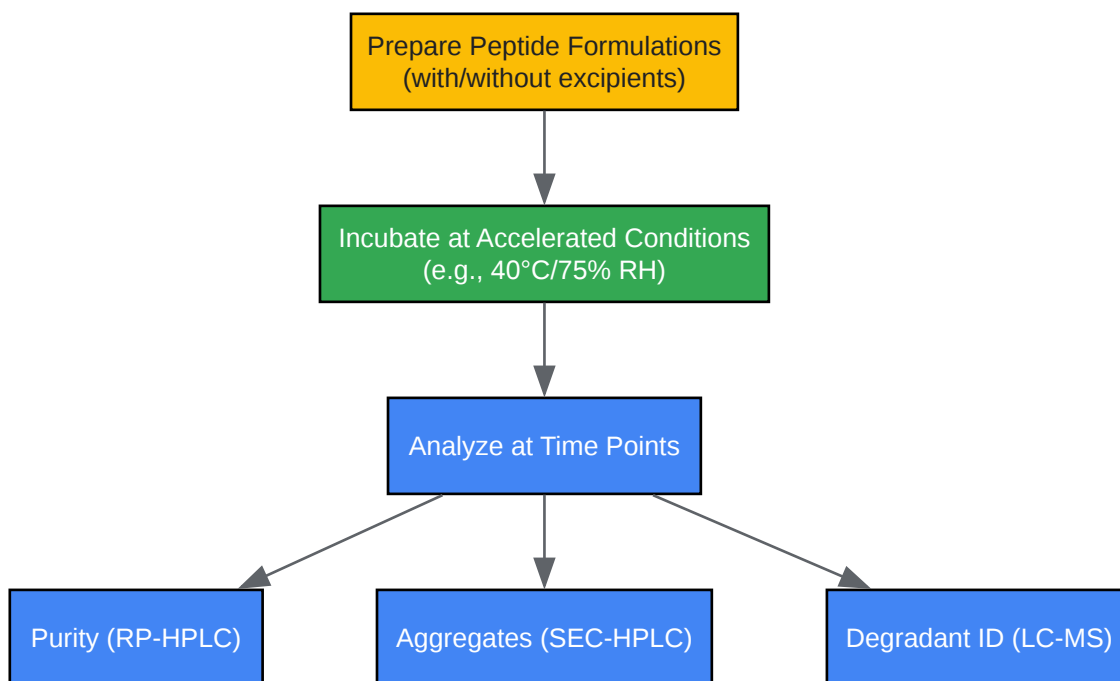 Prepare Peptide Formulations
(with/without excipients)
Incubate at Accelerated Conditions
(e.g., 40°C/75% RH)
Analyze at Time Points
Purity (RP-HPLC)
Aggregates (SEC-HPLC)
Degradant ID (LC-MS)